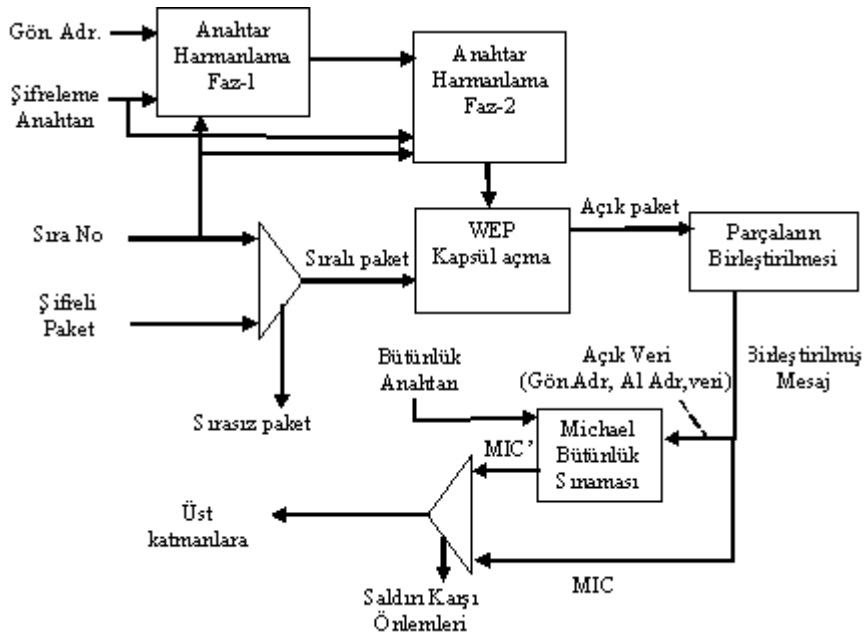 Gön. Adr.
Anahtar
Harmanlama
Faz-1
Anahtar
Harmanlama
Faz-2
Şifreleme
Anahtarı
Sıra No
Sıralı paket
WEP
Kapsül açma
Açık paket
Parçaların
Birleştirilmesi
Şifreli
Paket
Sırasız paket
Bütünlük
Anahtarı
Açık Veri
(Gön.Adr, Al Adr,veri)
Birleştirilmiş
Mesaj
Michael
Bütünlük
Sınaması
MIC’
Üst
katmanlara
MIC
Saldırı Karşı
Önlemleri